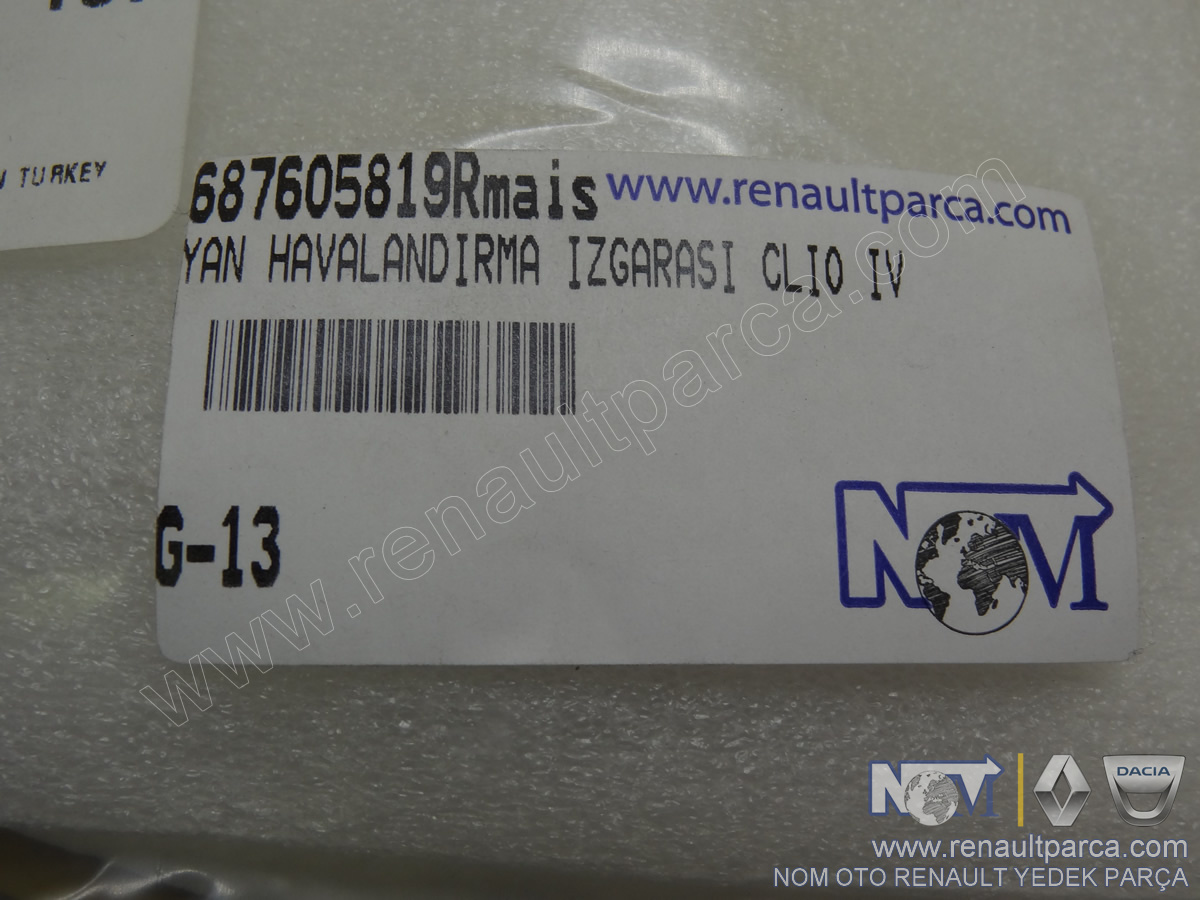 TURKEY
687605819Rmais
www.renaultparca.com
YAN HAVALANDIRMA IZGARASI CLIO IV
G-13
NOM
www.renaultparca.com
NOM
DACIA
www.renaultparca.com
NOM OTO RENAULT YEDEK PARÇA